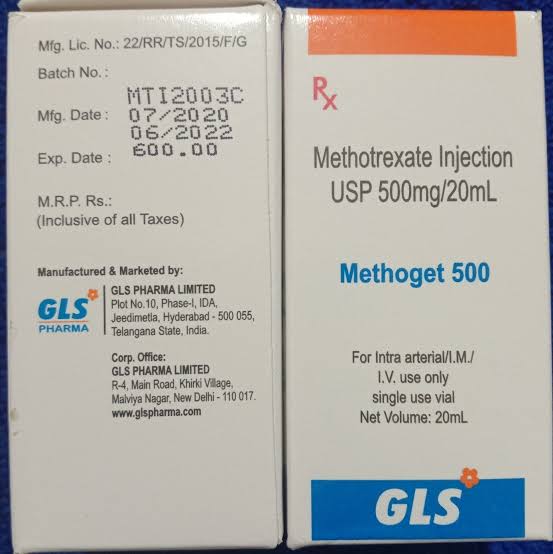 Mfg. Lic. No.: 22/RR/TS/2015/F/G
Batch No. :
MTI2003C
Mfg. Date : 07/2020
06/2022
Exp. Date : 600.00
M.R.P. Rs.:
(Inclusive of all Taxes)
Manufactured & Marketed by:
GLS
PHARMA
GLS PHARMA LIMITED
Plot No.10, Phase-I, IDA,
Jeedimetla, Hyderabad - 500 055,
Telangana State, India.
Corp. Office:
GLS PHARMA LIMITED
R-4, Main Road, Khirki Village,
Malviya Nagar, New Delhi - 110 017.
www.glspharma.com
Rx
Methotrexate Injection
USP 500mg/20mL
Methoget 500
For Intra arterial/I.M./
I.V. use only
single use vial
Net Volume: 20mL
GLS